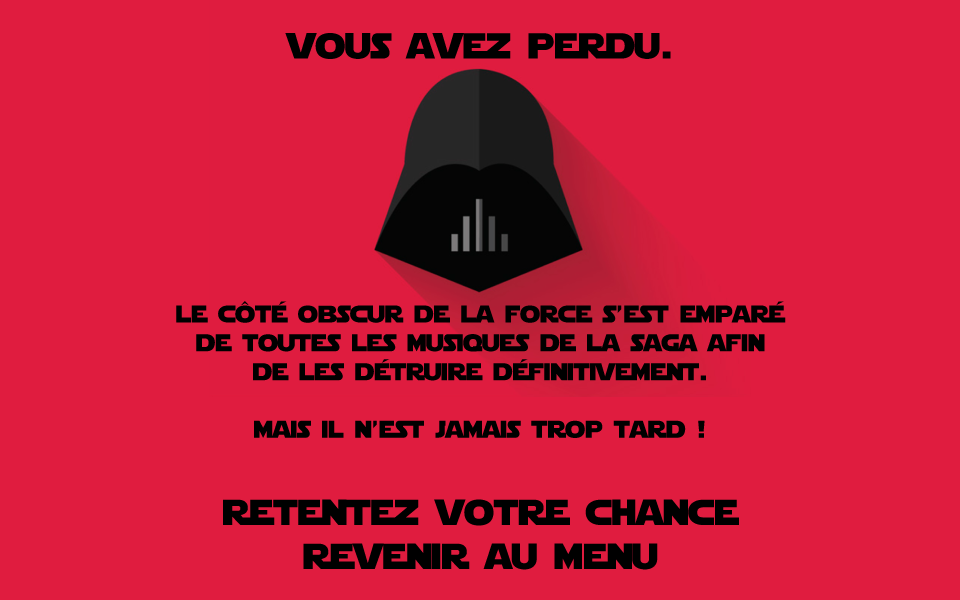 VOUS AVEZ PERDU.
LE CÔTÉ OBSCUR DE LA FORCE S'EST EMPARÉ
DE TOUTES LES MUSIQUES DE LA SAGA AFIN
DE LES DÉTRUIRE DÉFINITIVEMENT.
MAIS IL N'EST JAMAIS TROP TARD !
RETENTEZ VOTRE CHANCE
REVENIR AU MENU